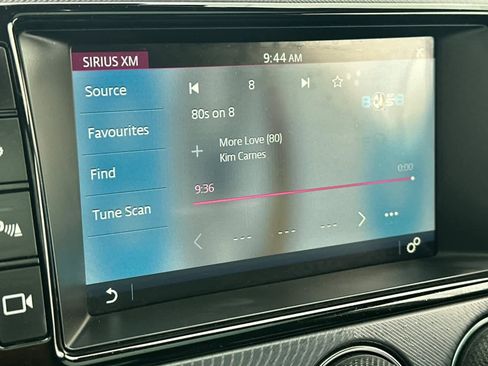 SIRIUS XM
9:44 AM
Source
8
Favourites
80s on 8
More Love (80)
Kim Carnes
Find
9:36
0:00
Tune Scan
--- --- ---